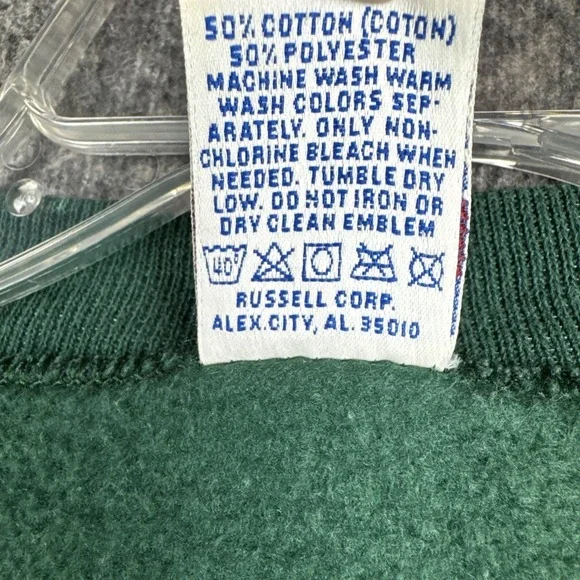 50% COTTON (COTON)
50% POLYESTER
MACHINE WASH WARM
WASH COLORS SEP-
ARATELY. ONLY NON-
CHLORINE BLEACH WHEN
NEEDED. TUMBLE DRY
LOW. DO NOT IRON OR
DRY CLEAN EMBLEM
40°
RUSSELL CORP.
ALEX.CITY, AL. 35010